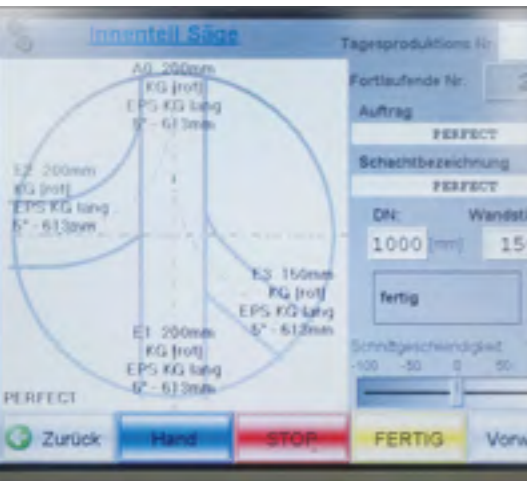 Innenteil Säge
Tagesproduktions Nr
Fortlaufende Nr.
2
Auftrag
PERFECT
Schachtbezeichnung
PERFECT
DN:
Wandstä
1000 [mm]
15
fertig
Schnittgeschwindigkeit
-100 -50 0 50
A0 200mm
KG (rot)
EPS KG lang
5° - 613mm
E2 200mm
KG (rot)
EPS KG lang
5° - 613mm
E3 150mm
KG (rot)
EPS KG lang
5° - 613mm
E1 200mm
KG (rot)
EPS KG lang
5° - 613mm
PERFECT
Zurück
Hand
STOP
FERTIG
Vorw